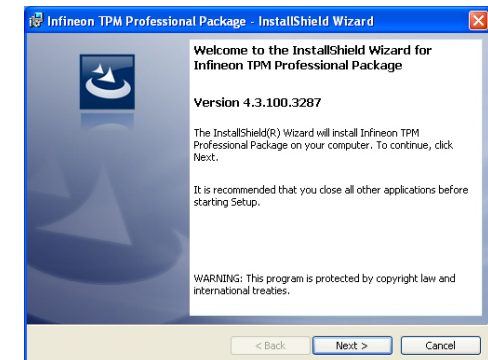 Infineon TPM Professional Package - InstallShield Wizard
Welcome to the InstallShield Wizard for
Infineon TPM Professional Package
Version 4.3.100.3287
The InstallShield(R) Wizard will install Infineon TPM
Professional Package on your computer. To continue, click
Next.
It is recommended that you close all other applications before
starting Setup.
WARNING: This program is protected by copyright law and
international treaties.
< Back Next > Cancel